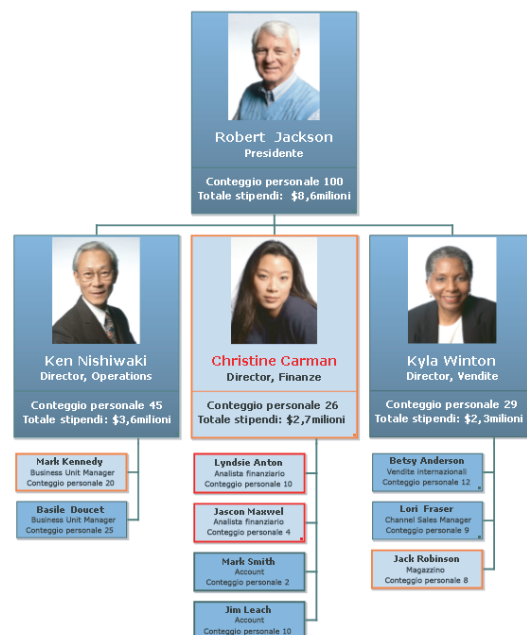 Robert Jackson
Presidente
Conteggio personale 100
Totale stipendi: $8,6milioni
Ken Nishiwaki
Director, Operations
Conteggio personale 45
Totale stipendi: $3,6milioni
Christine Carman
Director, Finanze
Conteggio personale 26
Totale stipendi: $2,7milioni
Kyla Winton
Director, Vendite
Conteggio personale 29
Totale stipendi: $2,3milioni
Mark Kennedy
Business Unit Manager
Conteggio personale 20
Basile Doucet
Business Unit Manager
Conteggio personale 25
Lyndsie Anton
Analista finanziario
Conteggio personale 10
Jascon Maxwel
Analista finanziario
Conteggio personale 4
Mark Smith
Account
Conteggio personale 2
Jim Leach
Account
Conteggio personale 10
Betsy Anderson
Vendite internazionali
Conteggio personale 12
Lori Fraser
Channel Sales Manager
Conteggio personale 9
Jack Robinson
Magazzino
Conteggio personale 8